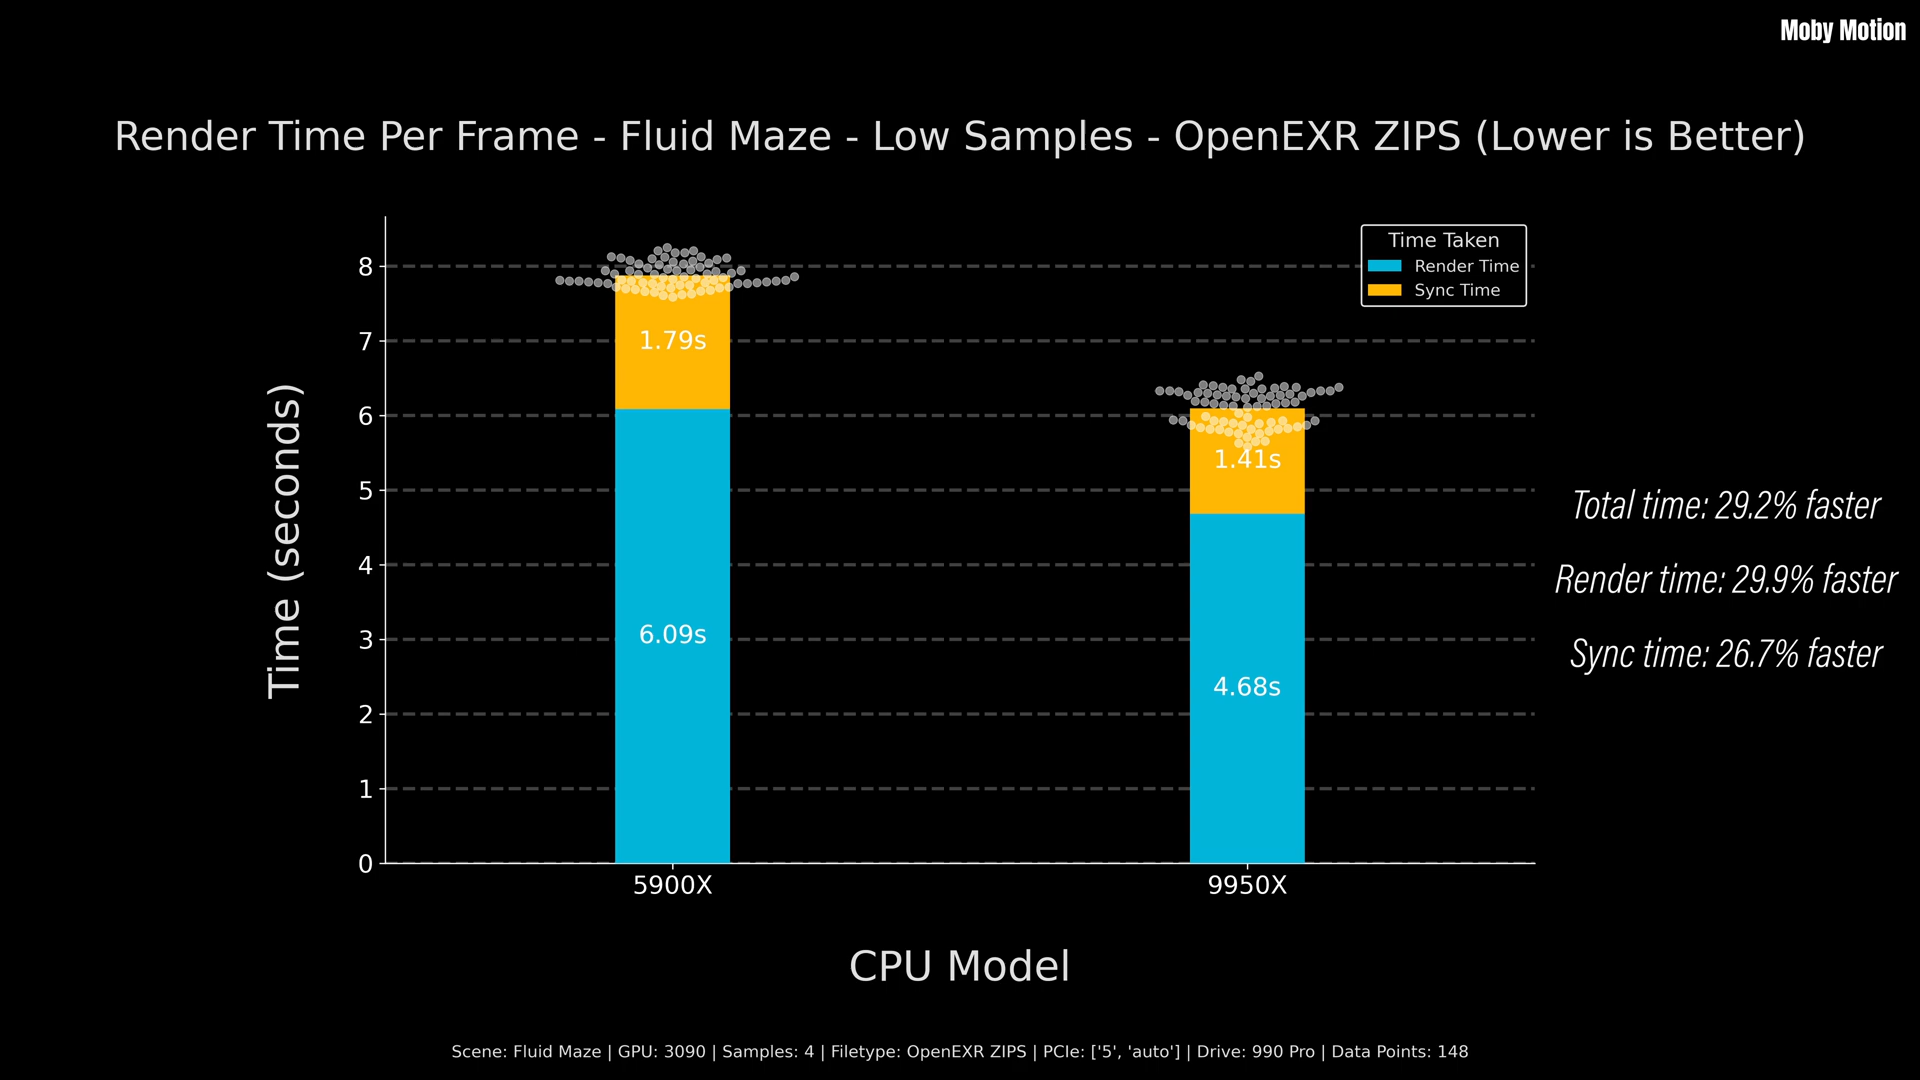 Moby Motion
Render Time Per Frame - Fluid Maze - Low Samples - OpenEXR ZIPS (Lower is Better)
Time Taken
Render Time
Sync Time
8
7
6
5
4
3
2
1
0
Time (seconds)
1.79s
6.09s
1.41s
4.68s
Total time: 29.2% faster
Render time: 29.9% faster
Sync time: 26.7% faster
5900X
9950X
CPU Model
Scene: Fluid Maze | GPU: 3090 | Samples: 4 | Filetype: OpenEXR ZIPS | PCIe: ['5', 'auto'] | Drive: 990 Pro | Data Points: 148